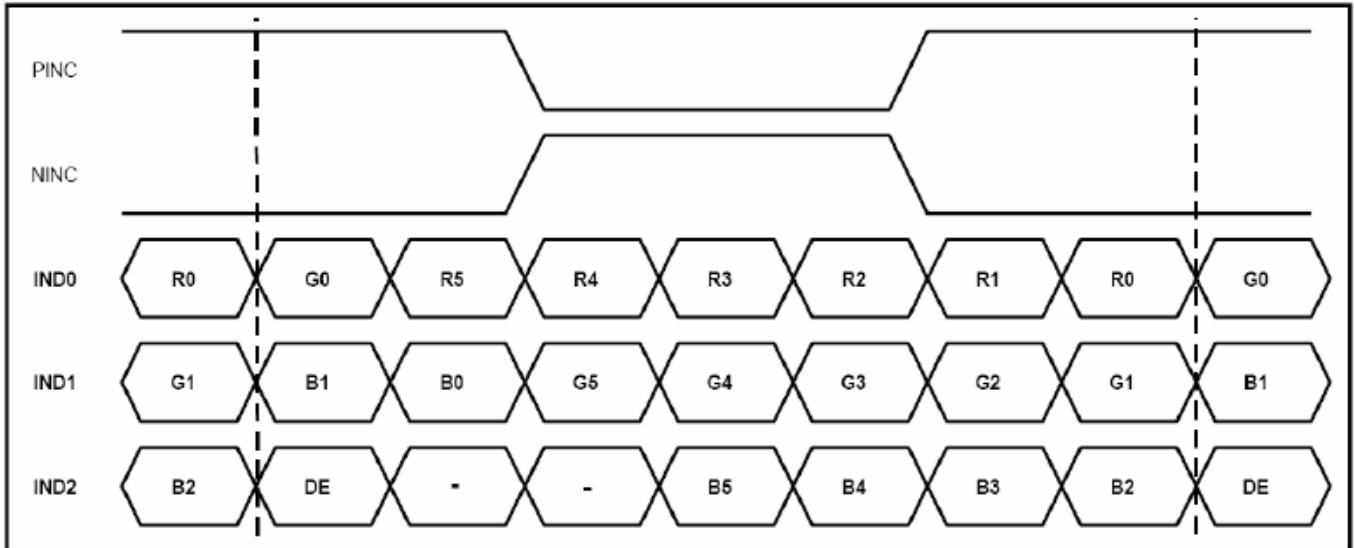 PINC
NINC
IND0 R0 G0 R5 R4 R3 R2 R1 R0 G0
IND1 G1 B1 B0 G5 G4 G3 G2 G1 B1
IND2 B2 DE - - B5 B4 B3 B2 DE